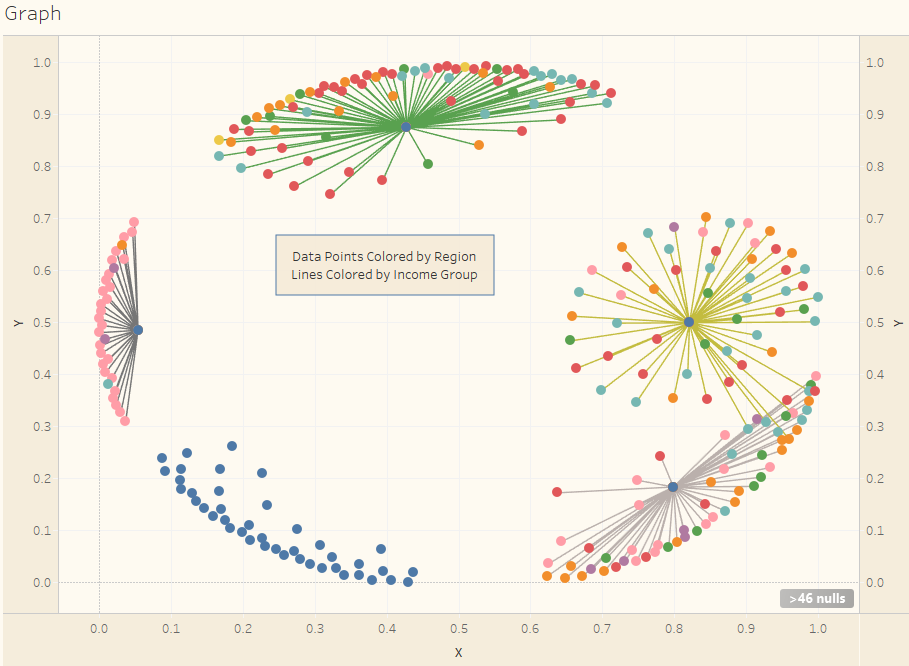 Graph
1.0
0.9
0.8
0.7
0.6
0.5
0.4
0.3
0.2
0.1
0.0
Y
Data Points Colored by Region
Lines Colored by Income Group
1.0
0.9
0.8
0.7
0.6
0.5
0.4
0.3
0.2
0.1
0.0
Y
>46 nulls
0.0 0.1 0.2 0.3 0.4 0.5 0.6 0.7 0.8 0.9 1.0
X